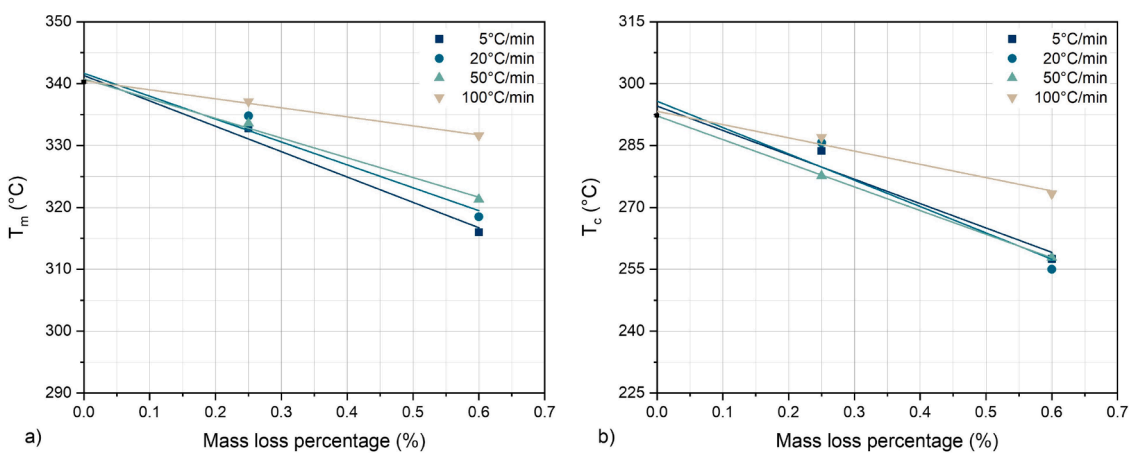 350
340
330
320
310
300
290
T_m (°C)
0.0 0.1 0.2 0.3 0.4 0.5 0.6 0.7
Mass loss percentage (%)
5°C/min
20°C/min
50°C/min
100°C/min
a)
315
300
285
270
255
240
225
T_c (°C)
0.0 0.1 0.2 0.3 0.4 0.5 0.6 0.7
Mass loss percentage (%)
5°C/min
20°C/min
50°C/min
100°C/min
b)